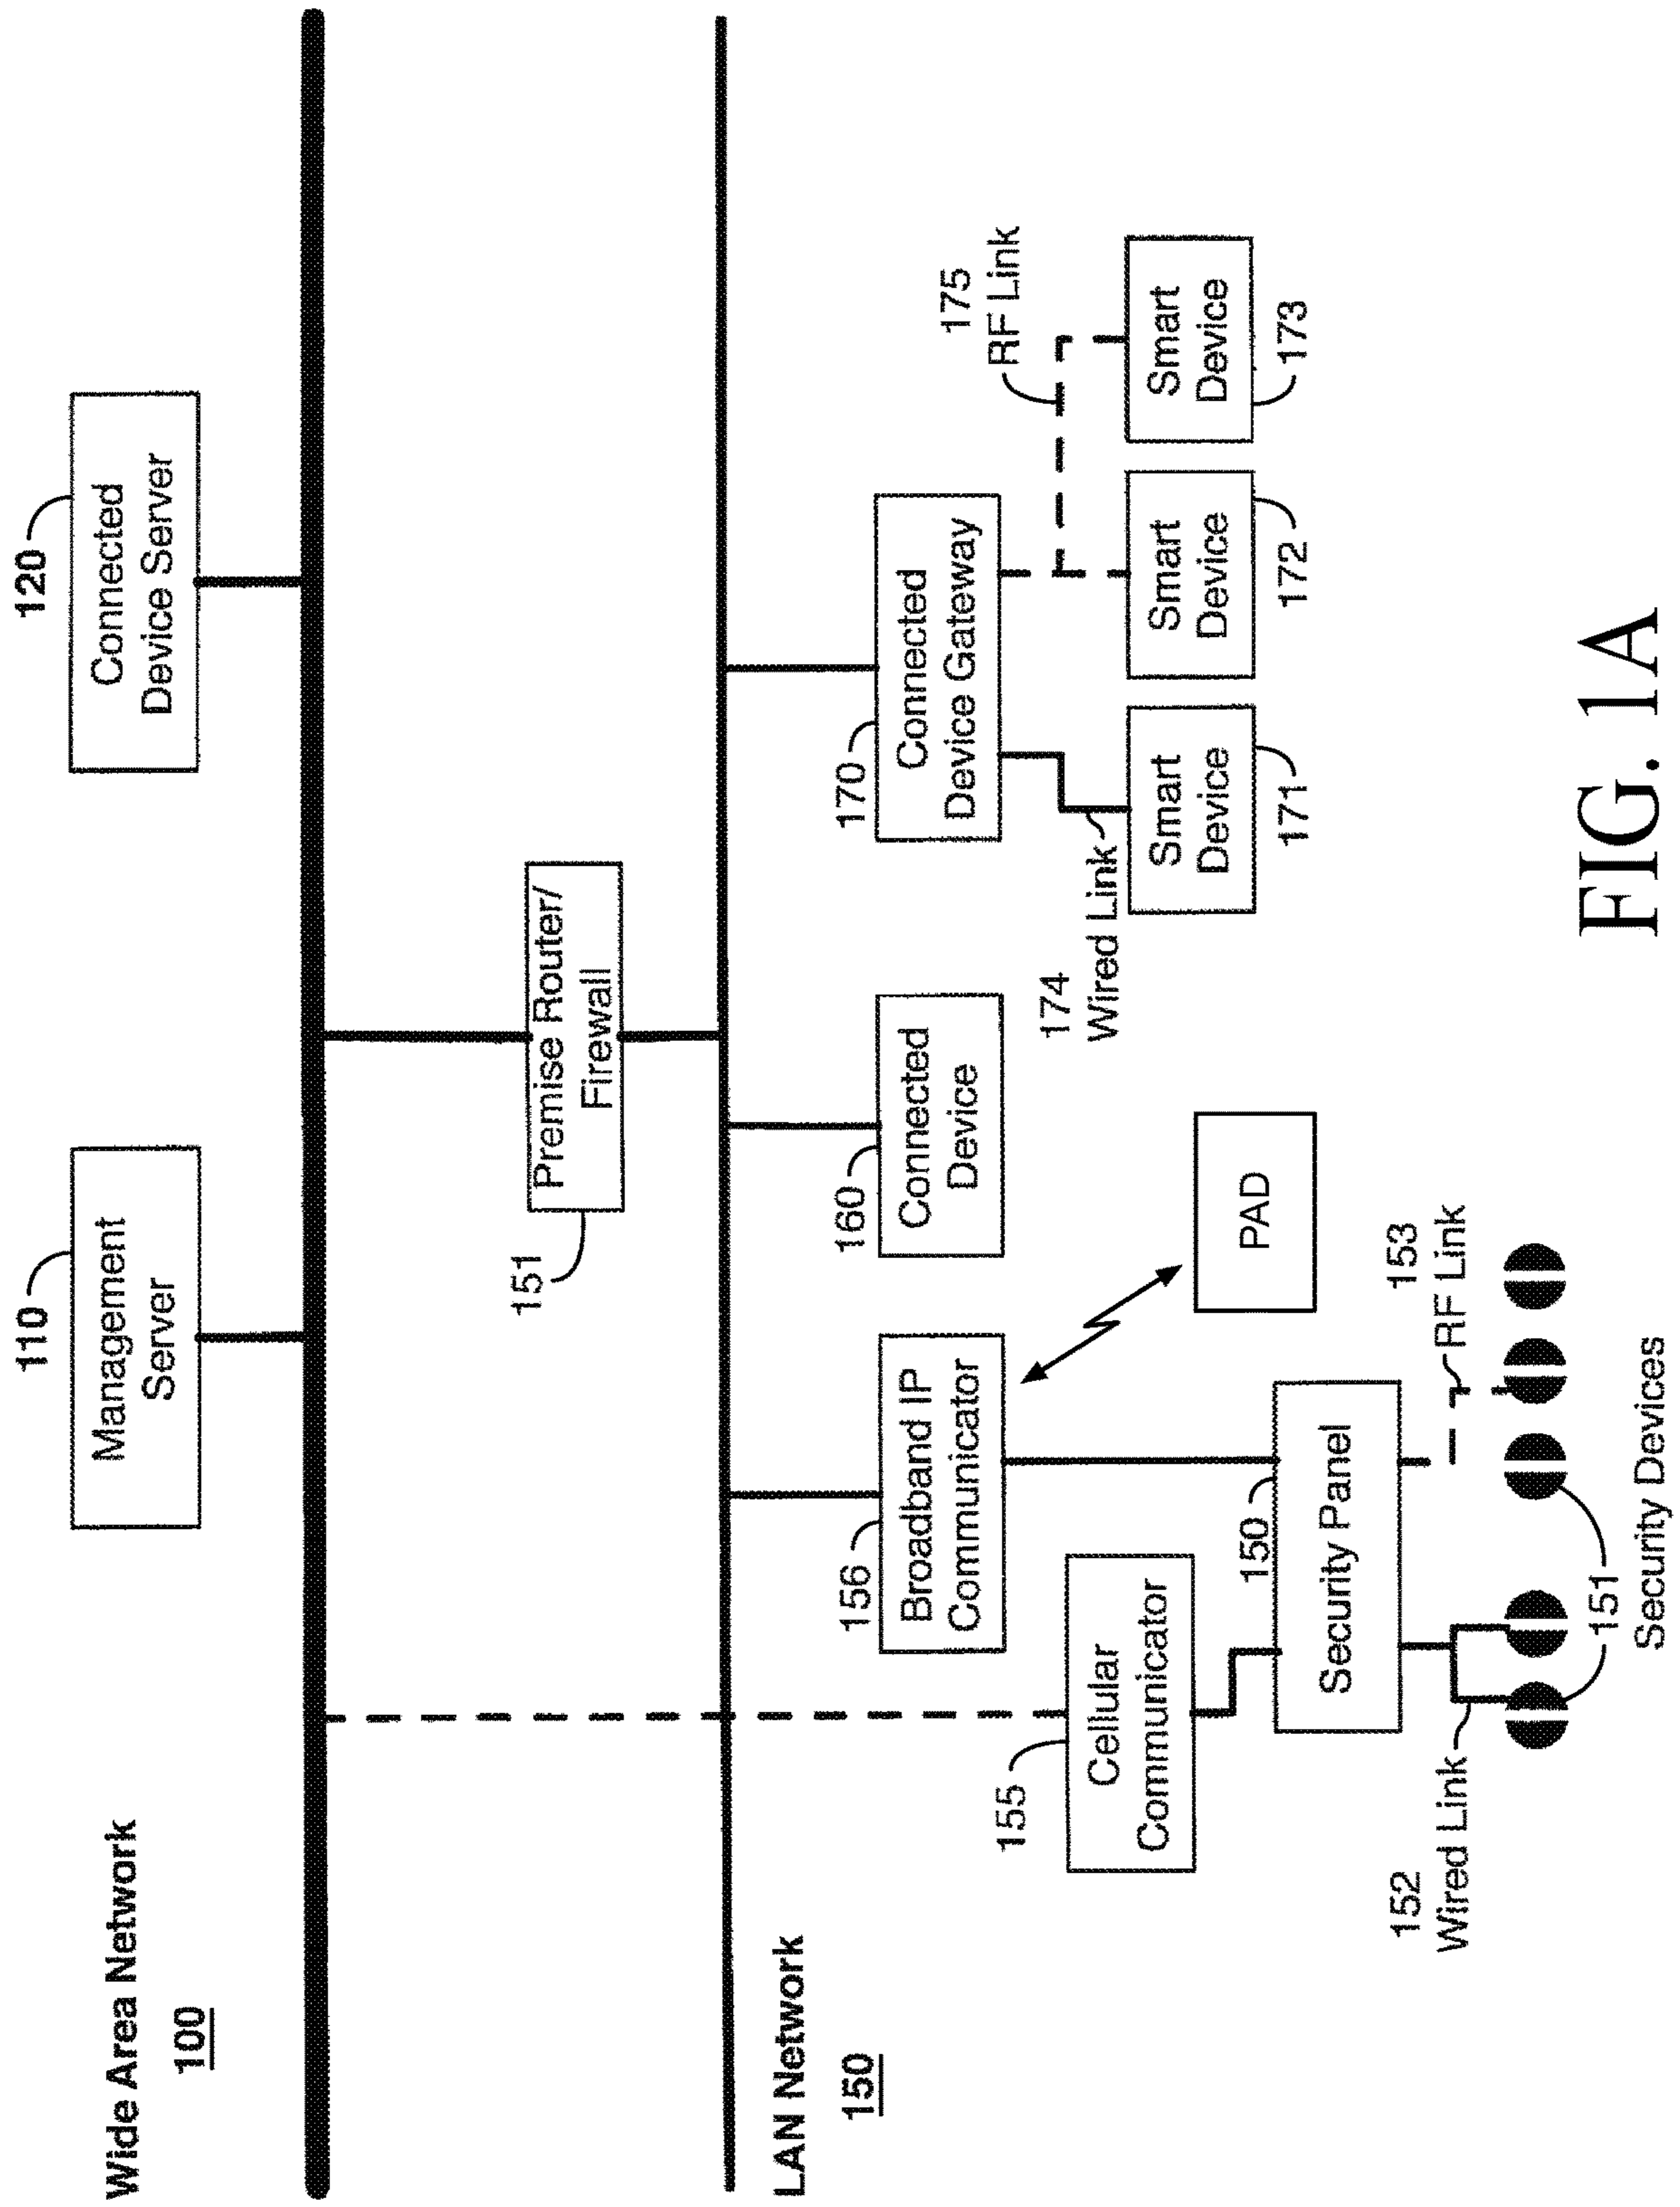 Wide Area Network
100
110
Management
Server
120
Connected
Device Server
151
Premise Router/
Firewall
LAN Network
150
156
Broadband IP
Communicator
160
Connected
Device
170
Connected
Device Gateway
155
Cellular
Communicator
PAD
174
Wired Link
175
RF Link
Smart
Device
171
Smart
Device
172
Smart
Device
173
150
Security Panel
152
Wired Link
153
RF Link
151
Security Devices
FIG. 1A